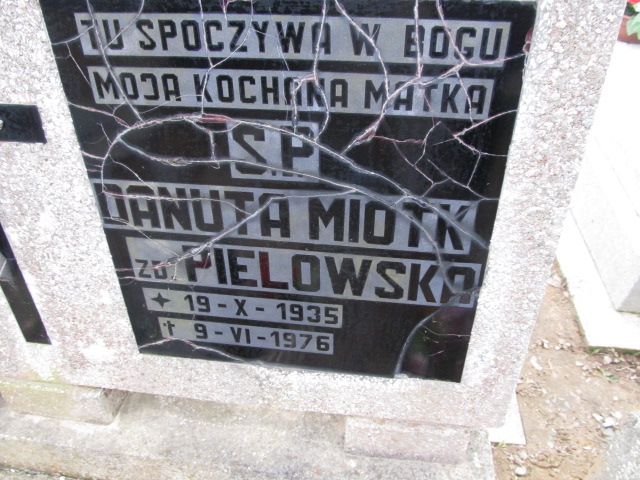 TU SPOCZYWA W BOGU
MOJA KOCHANA MATKA
Ś.P.
DANUTA MIOTK
ZD. PIELOWSKA
19-X-1935
✝ 9-VI-1976